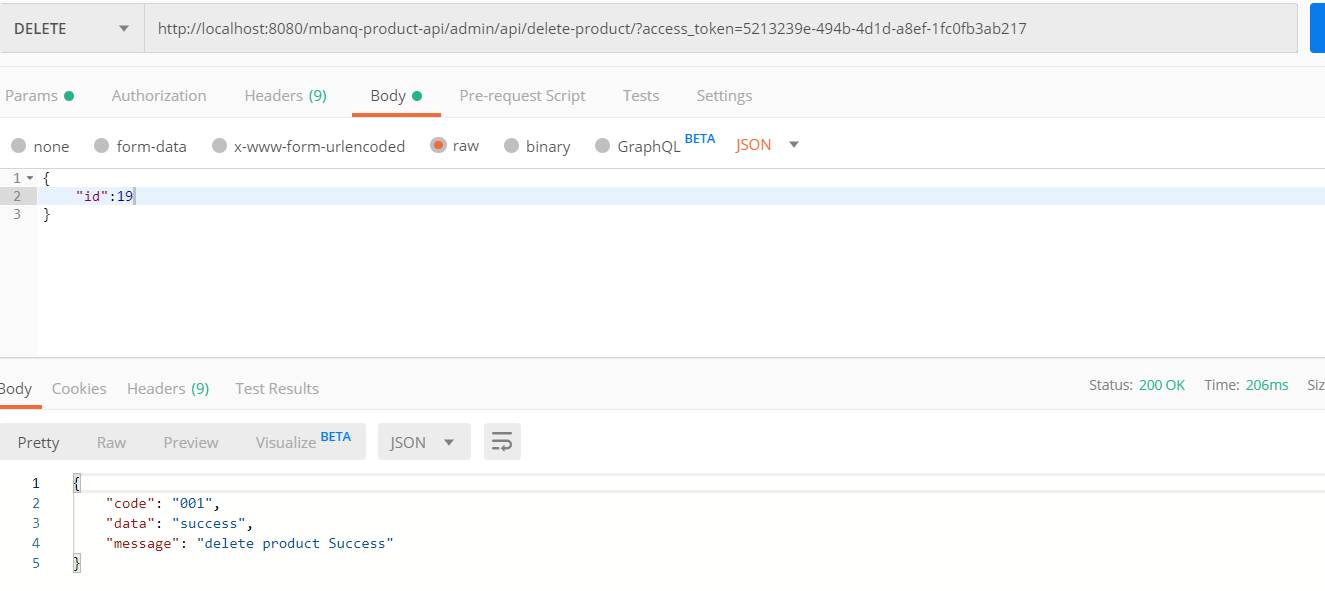 DELETE http://localhost:8080/mbanq-product-api/admin/api/delete-product/?access_token=5213239e-494b-4d1d-a8ef-1fc0fb3ab217
Params Authorization Headers (9) Body Pre-request Script Tests Settings
none form-data x-www-form-urlencoded raw binary GraphQL BETA JSON
1 {
2 "id":19
3 }
Body Cookies Headers (9) Test Results Status: 200 OK Time: 206ms Siz
Pretty Raw Preview Visualize BETA JSON
1 {
2 "code": "001",
3 "data": "success",
4 "message": "delete product Success"
5 }